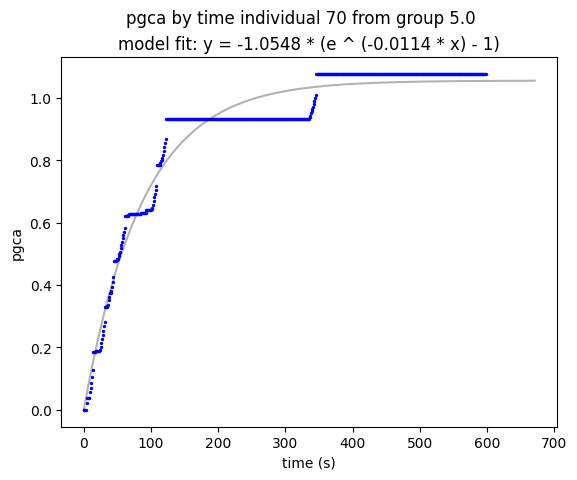 pgca by time individual 70 from group 5.0
model fit: y = -1.0548 * (e ^ (-0.0114 * x) - 1)
pgca
1.0
0.8
0.6
0.4
0.2
0.0
0 100 200 300 400 500 600 700
time (s)